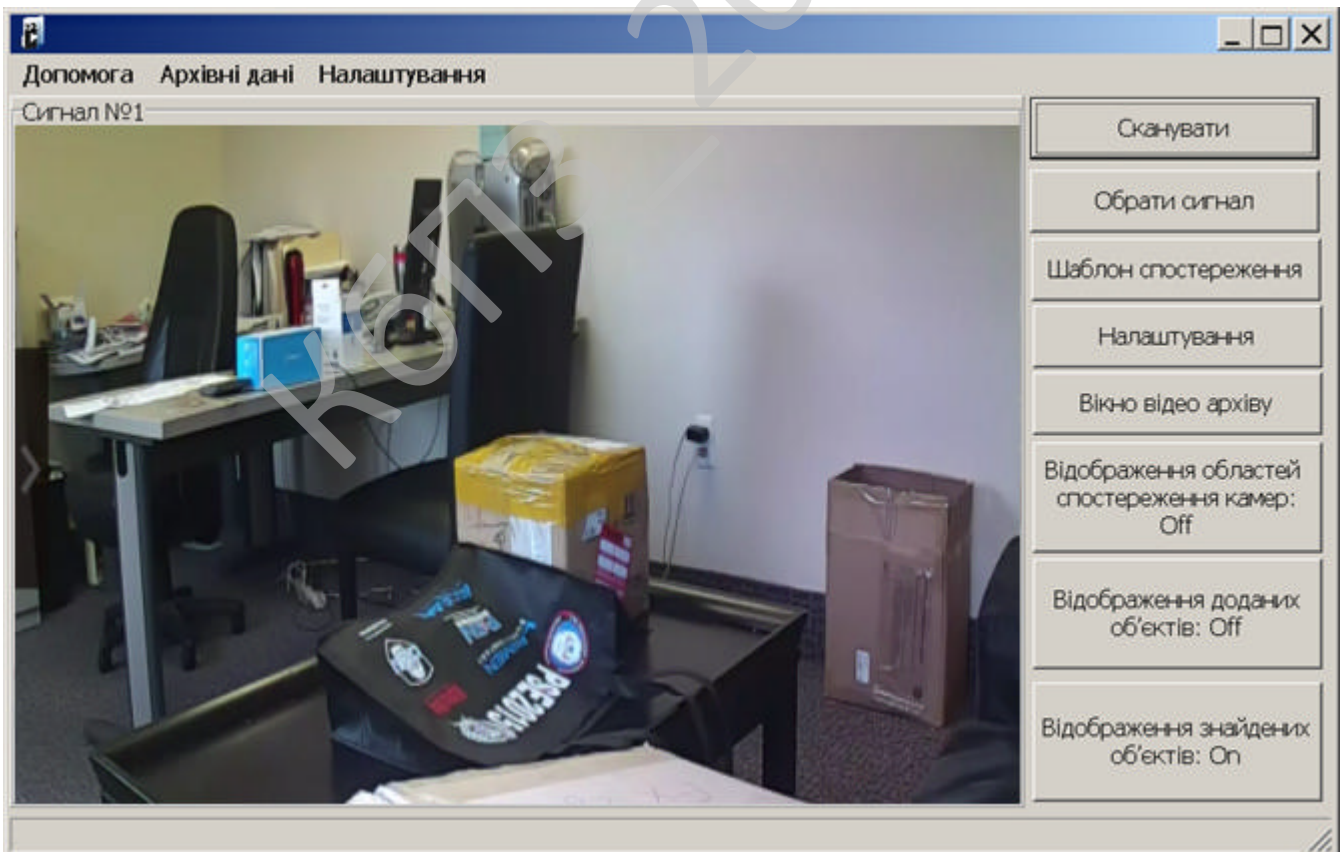 Допомога Архівні дані Налаштування
Сигнал №1
Сканувати
Обрати сигнал
Шаблон спостереження
Налаштування
Вікно відео архіву
Відображення областей
спостереження камер:
Off
Відображення доданих
об'єктів: Off
Відображення знайдених
об'єктів: On
PSE2013